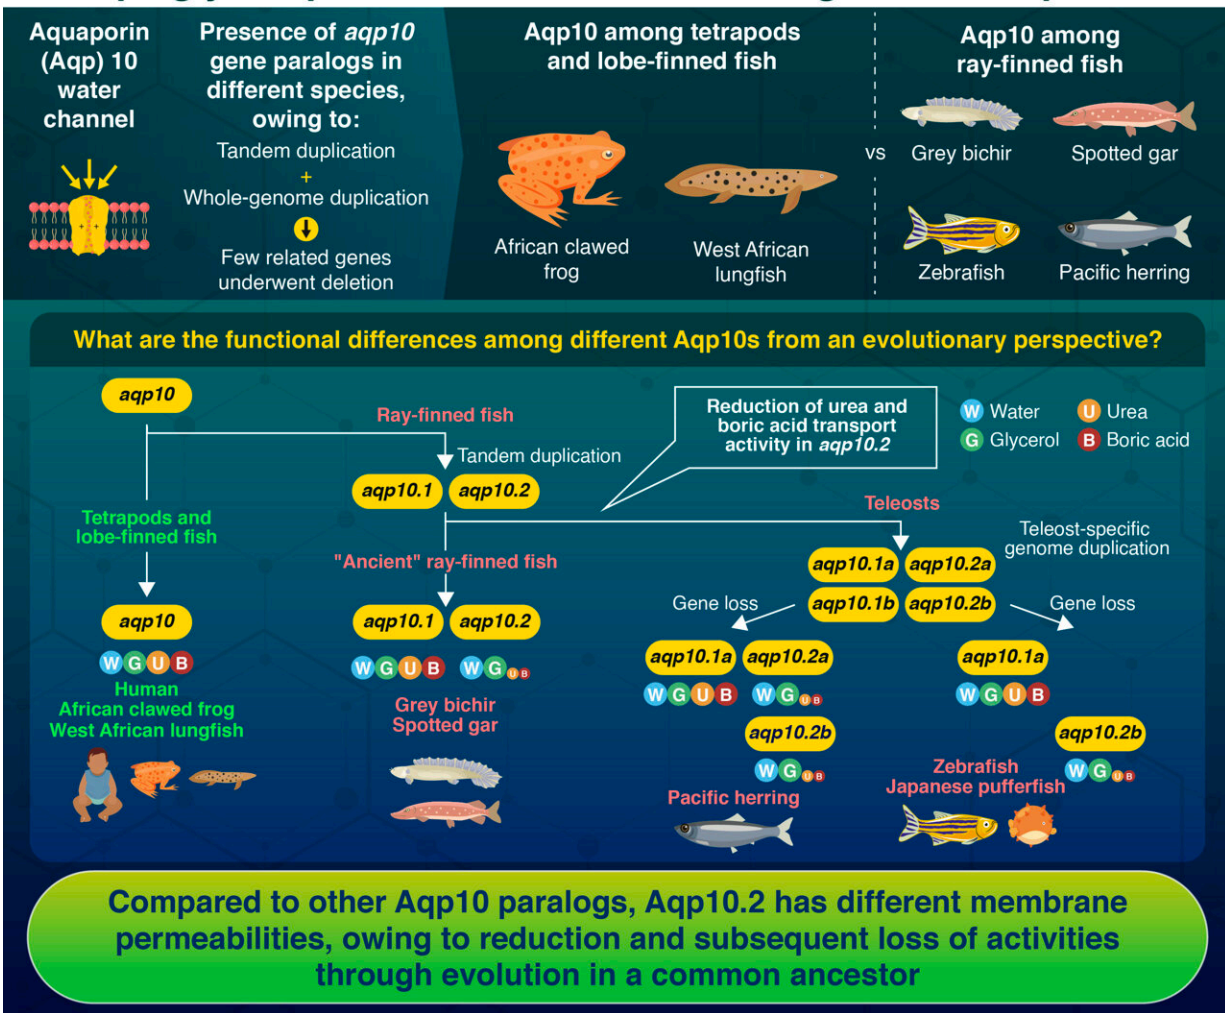 Aquaporin
(Aqp) 10
water
channel
Presence of aqp10
gene paralogs in
different species,
owing to:
Tandem duplication
+
Whole-genome duplication
Few related genes
underwent deletion
Aqp10 among tetrapods
and lobe-finned fish
African clawed
frog
West African
lungfish
vs
Aqp10 among
ray-finned fish
Grey bichir
Spotted gar
Zebrafish
Pacific herring
What are the functional differences among different Aqp10s from an evolutionary perspective?
aqp10
Ray-finned fish
Tandem duplication
aqp10.1
aqp10.2
Reduction of urea and
boric acid transport
activity in aqp10.2
W Water
U Urea
G Glycerol
B Boric acid
Tetrapods and
lobe-finned fish
"Ancient" ray-finned fish
Teleosts
Teleost-specific
genome duplication
aqp10.1a
aqp10.2a
aqp10.1b
aqp10.2b
Gene loss
Gene loss
aqp10
W G U B
Human
African clawed frog
West African lungfish
aqp10.1
aqp10.2
W G U B
W G U B
Grey bichir
Spotted gar
aqp10.1a
aqp10.2a
W G U B
W G U B
aqp10.2b
W G U B
Pacific herring
aqp10.1a
W G U B
aqp10.2b
W G U B
Zebrafish
Japanese pufferfish
Compared to other Aqp10 paralogs, Aqp10.2 has different membrane
permeabilities, owing to reduction and subsequent loss of activities
through evolution in a common ancestor